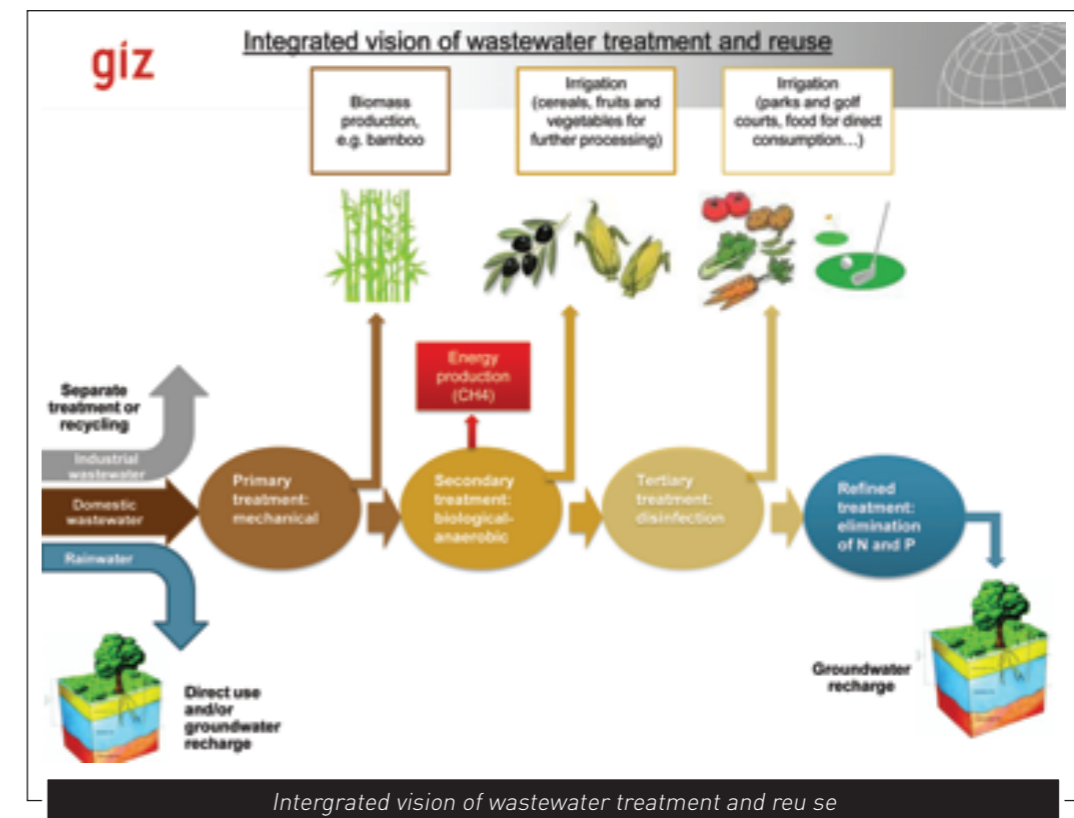 giz
Integrated vision of wastewater treatment and reuse
Biomass
production,
e.g. bamboo
Irrigation
(cereals, fruits and
vegetables for
further processing)
Irrigation
(parks and golf
courts, food for direct
consumption...)
Energy
production
(CH4)
Separate
treatment or
recycling
Industrial
wastewater
Domestic
wastewater
Rainwater
Primary
treatment:
mechanical
Secondary
treatment:
biological-
anaerobic
Tertiary
treatment:
disinfection
Refined
treatment:
elimination
of N and P
Direct use
and/or
groundwater
recharge
Groundwater
recharge
Intergrated vision of wastewater treatment and reu se